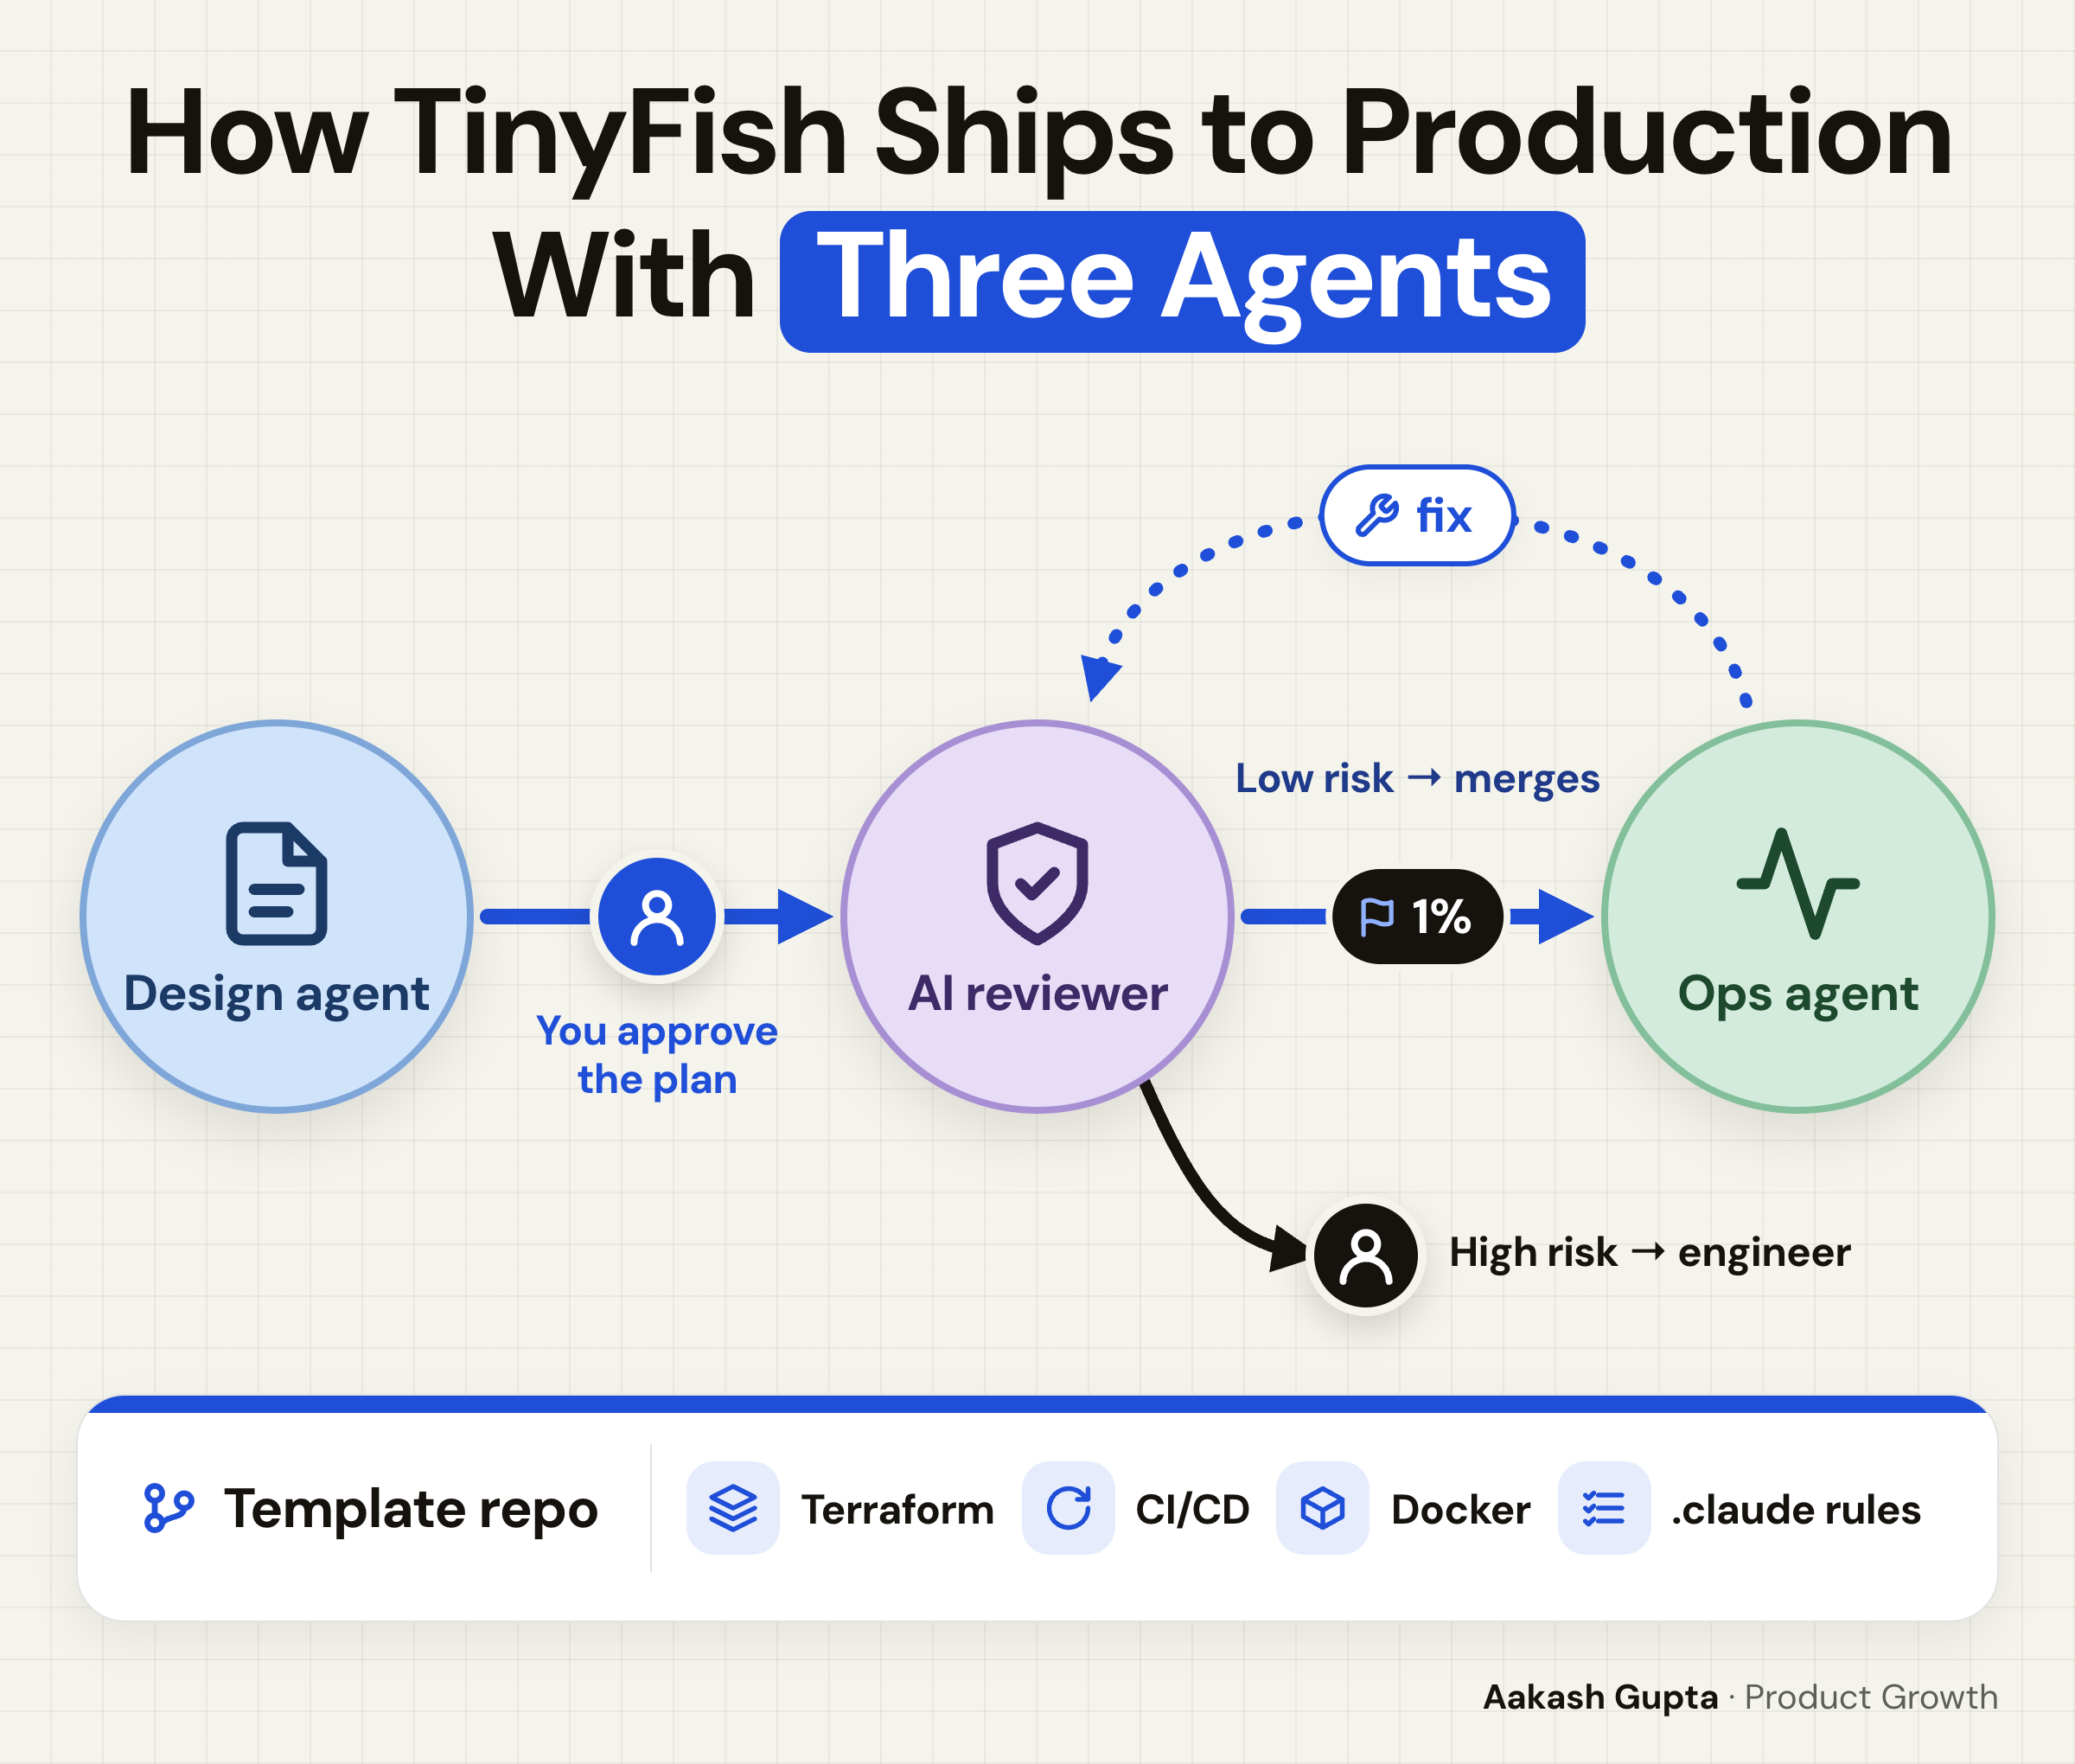 How TinyFish Ships to Production
With Three Agents
fix
Low risk → merges
1%
Design agent
AI reviewer
Ops agent
You approve
the plan
High risk → engineer
Template repo
Terraform
CI/CD
Docker
.claude rules
Aakash Gupta · Product Growth